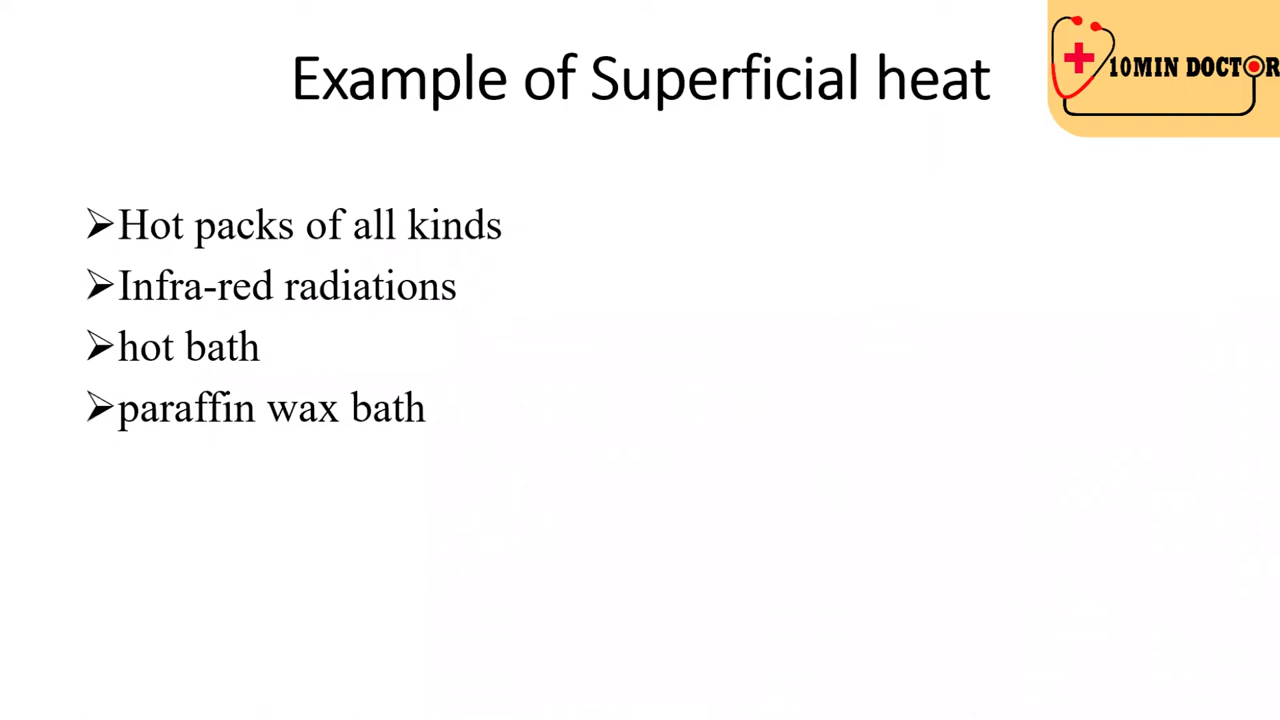 Example of Superficial heat
10MIN DOCTOR
➢Hot packs of all kinds
➢Infra-red radiations
➢hot bath
➢paraffin wax bath